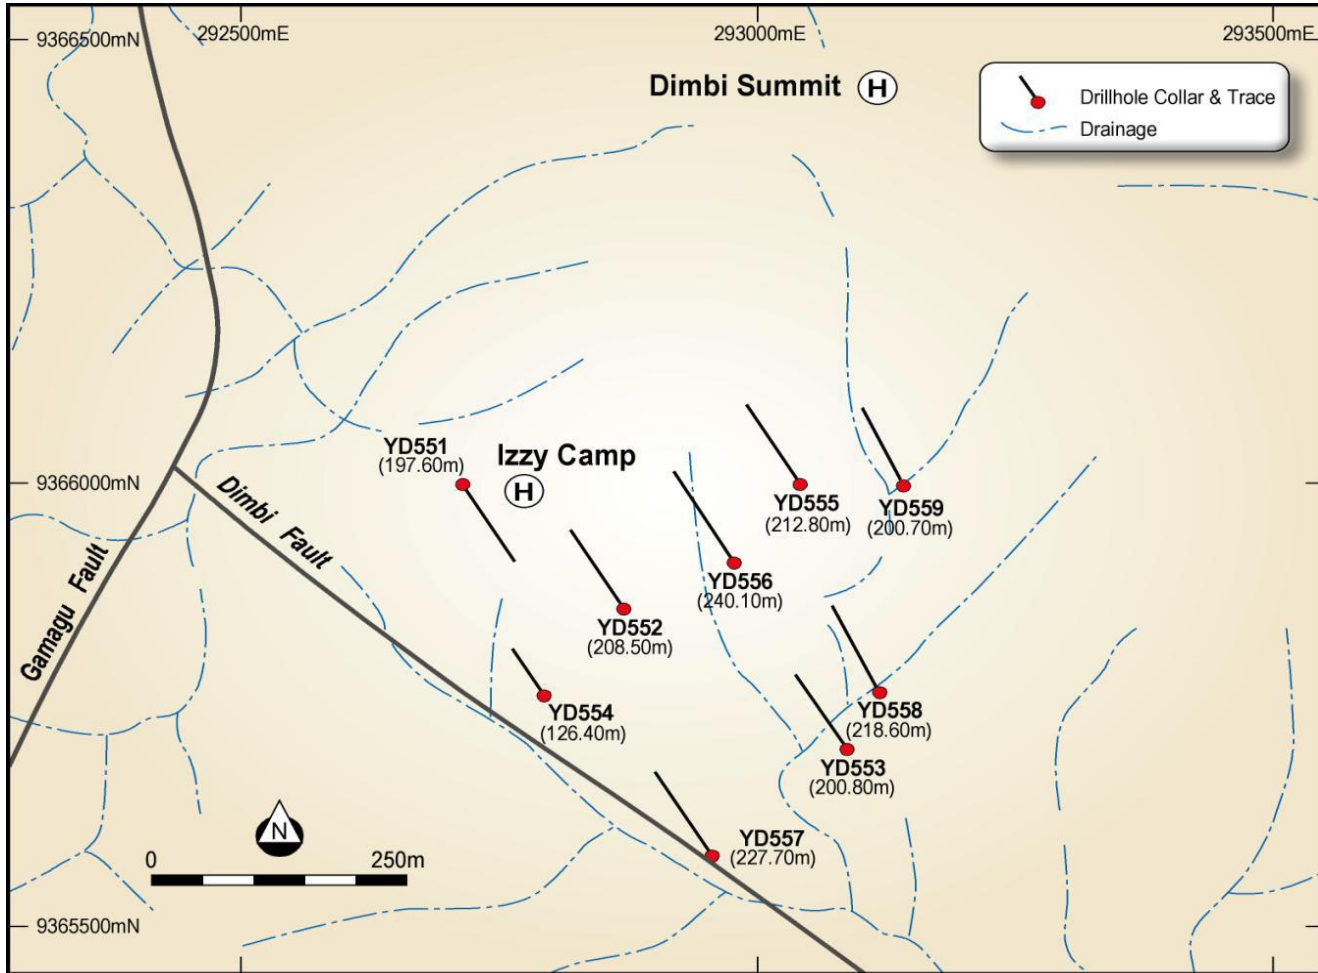 9366500mN
292500mE
293000mE
293500mE
Dimbi Summit H
Drillhole Collar & Trace
Drainage
YD551
(197.60m)
Izzy Camp
H
9366000mN
Dimbi Fault
Gamagu Fault
YD555
(212.80m)
YD559
(200.70m)
YD556
(240.10m)
YD552
(208.50m)
YD554
(126.40m)
YD558
(218.60m)
YD553
(200.80m)
YD557
(227.70m)
N
0 250m
9365500mN